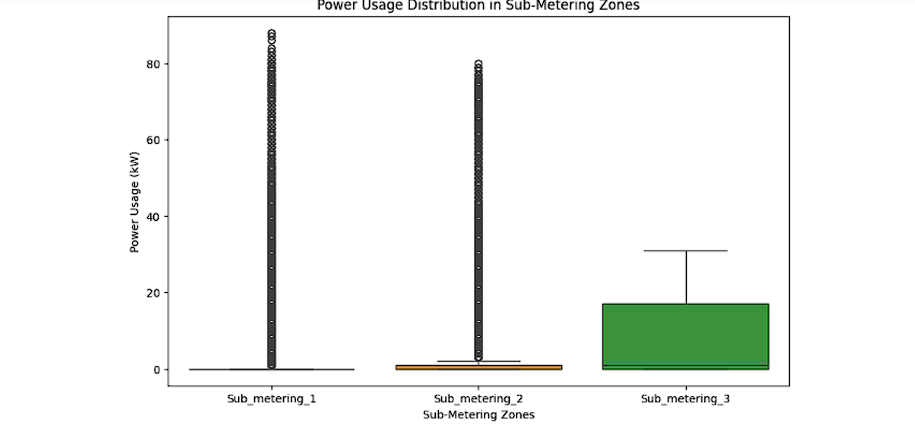 Power Usage Distribution in Sub-Metering Zones
80
60
40
20
0
Power Usage (kW)
Sub_metering_1
Sub_metering_2
Sub_metering_3
Sub-Metering Zones